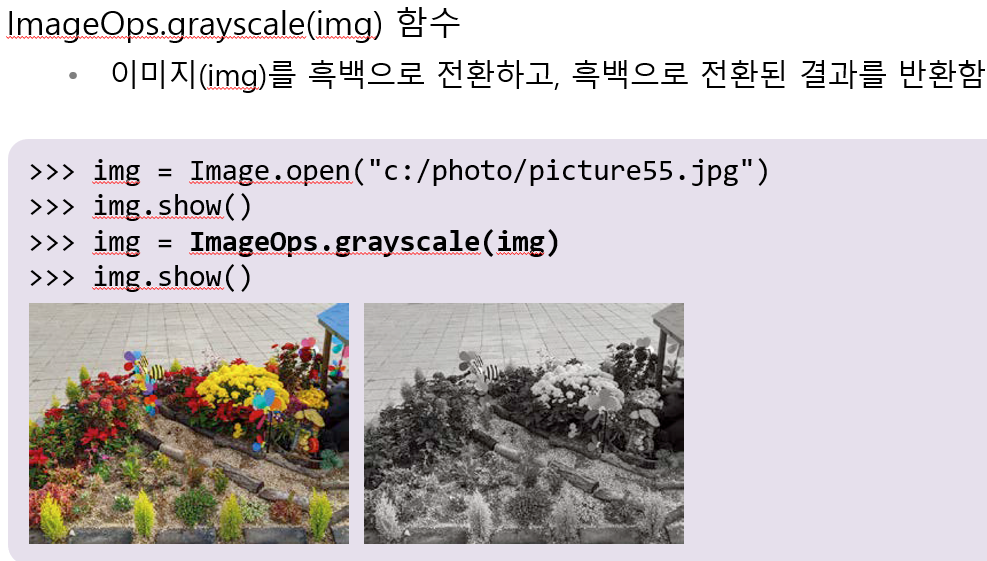 ImageOps.grayscale(img) 함수
• 이미지(img)를 흑백으로 전환하고, 흑백으로 전환된 결과를 반환함
>>> img = Image.open("c:/photo/picture55.jpg")
>>> img.show()
>>> img = ImageOps.grayscale(img)
>>> img.show()